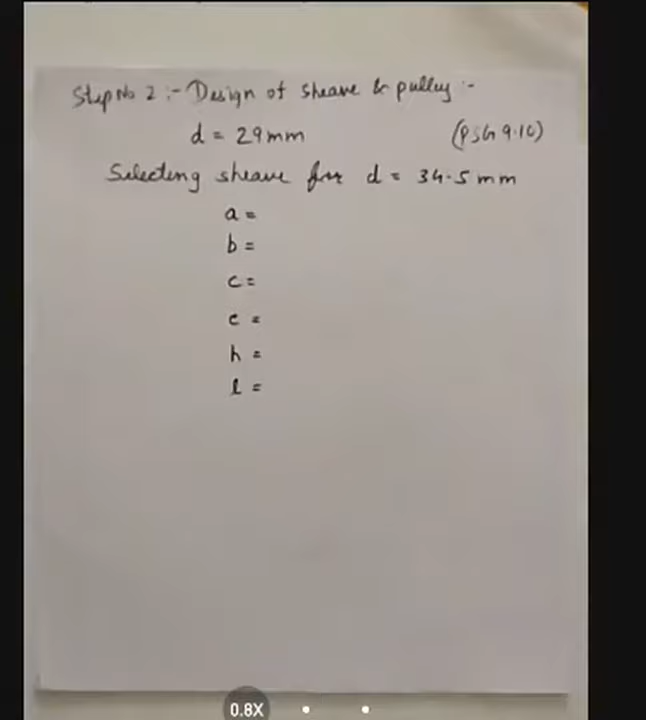 Step No 2 :- Design of sheave & pulley :-
d = 29mm (PSG 9.10)
Selecting sheave for d = 34.5 mm
a =
b =
c =
e =
h =
l =
0.8X